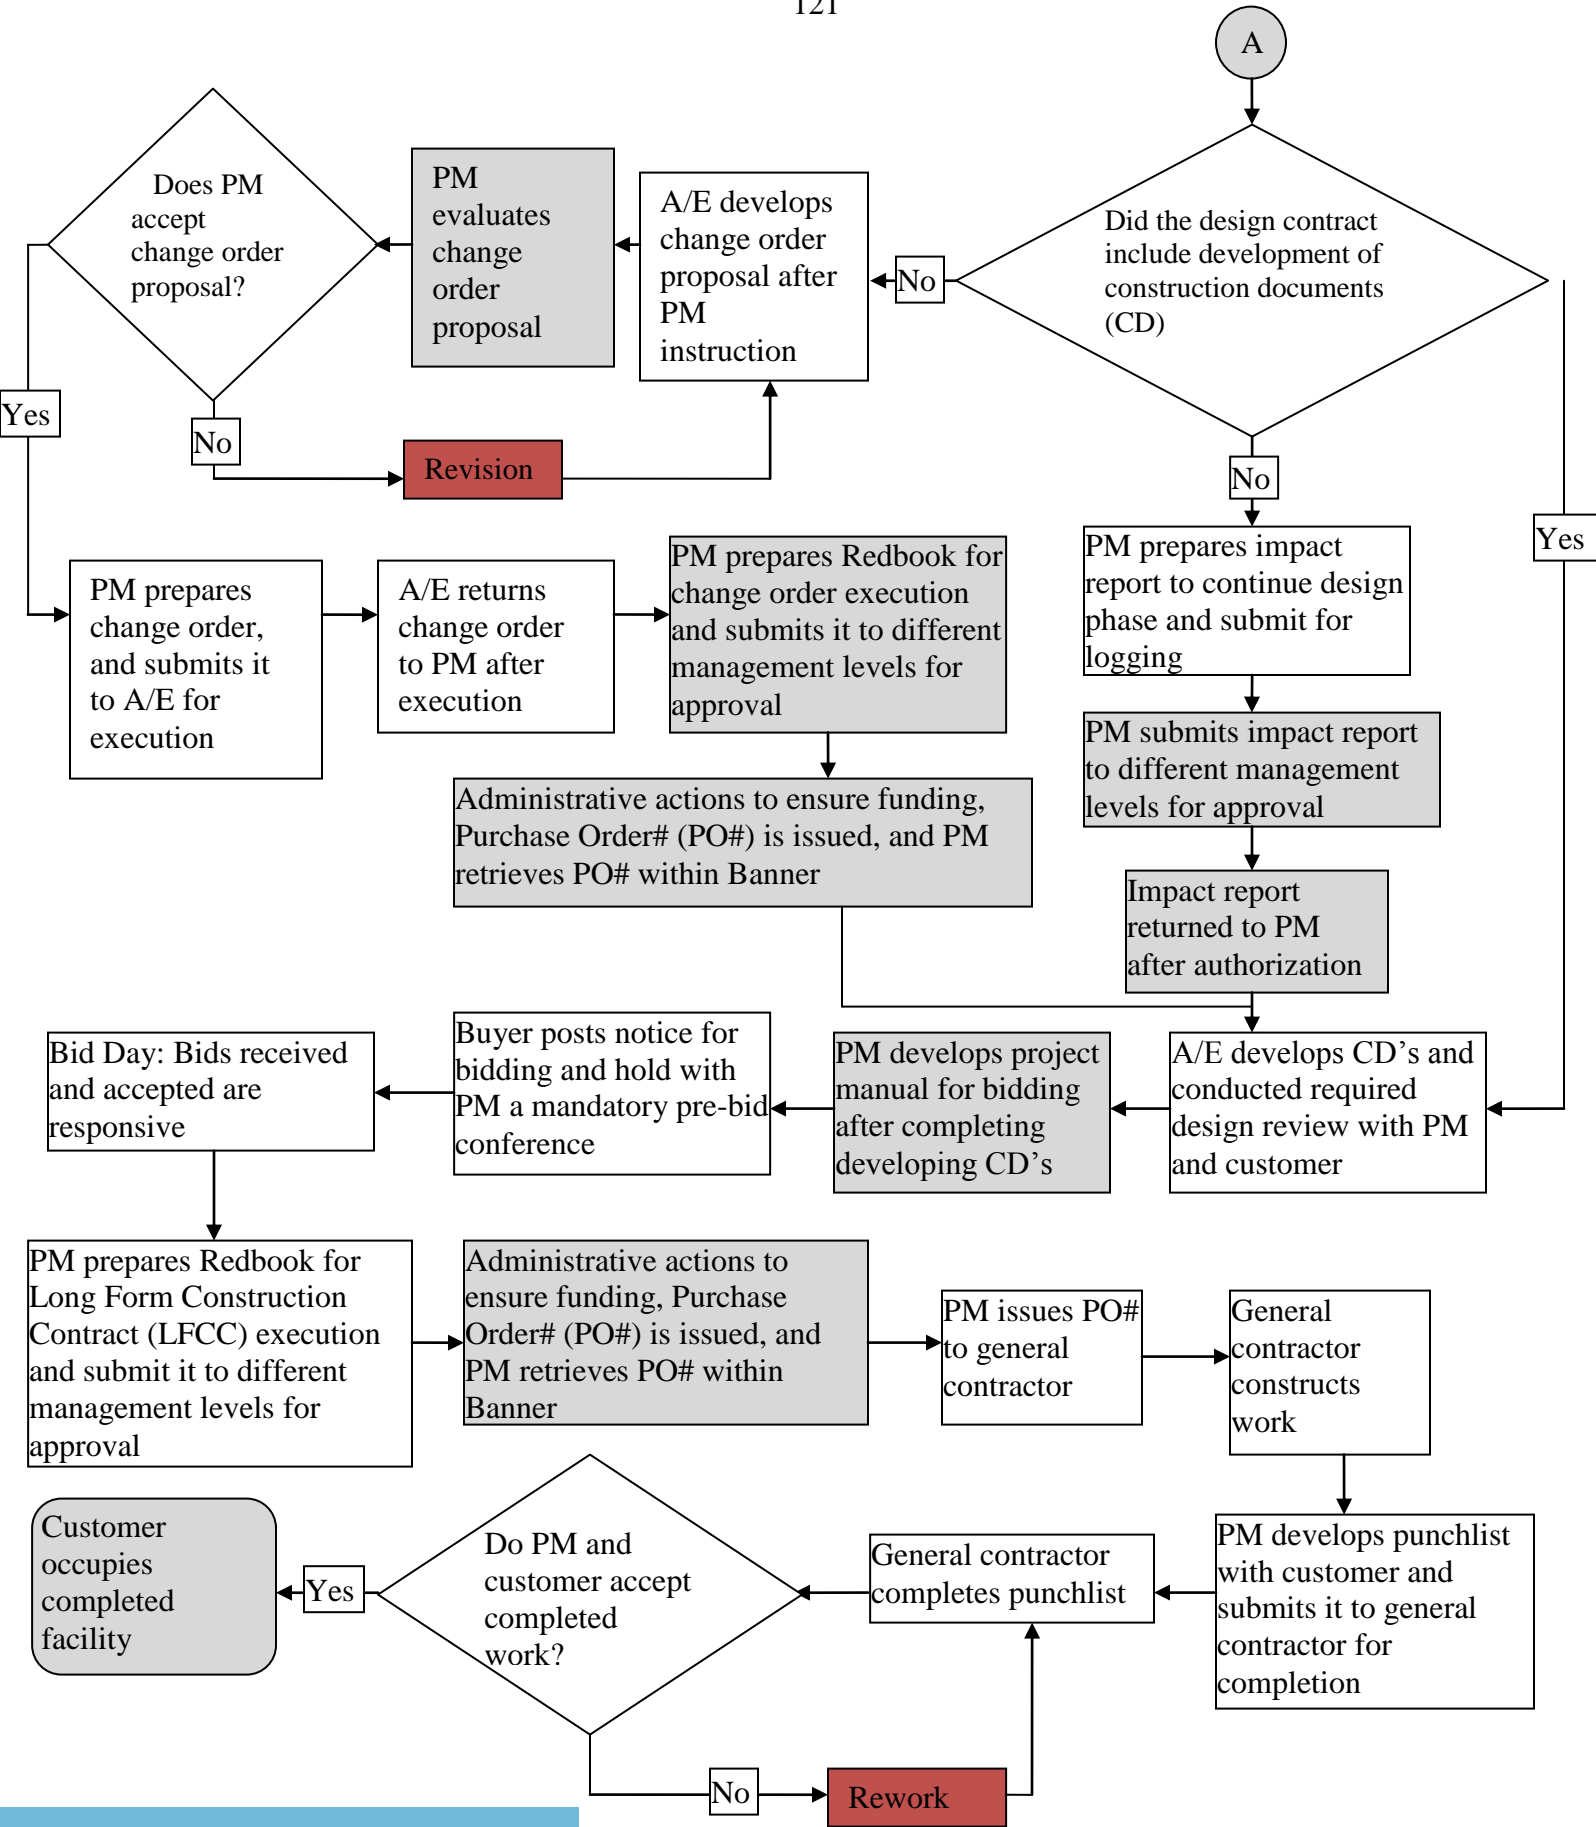 121
A
Did the design contract
include development of
construction documents
(CD)
No
A/E develops
change order
proposal after
PM
instruction
PM
evaluates
change
order
proposal
Does PM
accept
change order
proposal?
Yes
No
Revision
No
Yes
PM prepares
change order,
and submits it
to A/E for
execution
A/E returns
change order
to PM after
execution
PM prepares Redbook for
change order execution
and submits it to different
management levels for
approval
PM prepares impact
report to continue design
phase and submit for
logging
PM submits impact report
to different management
levels for approval
Administrative actions to ensure funding,
Purchase Order# (PO#) is issued, and PM
retrieves PO# within Banner
Impact report
returned to PM
after authorization
A/E develops CD’s and
conducted required
design review with PM
and customer
PM develops project
manual for bidding
after completing
developing CD’s
Buyer posts notice for
bidding and hold with
PM a mandatory pre-bid
conference
Bid Day: Bids received
and accepted are
responsive
PM prepares Redbook for
Long Form Construction
Contract (LFCC) execution
and submit it to different
management levels for
approval
Administrative actions to
ensure funding, Purchase
Order# (PO#) is issued, and
PM retrieves PO# within
Banner
PM issues PO#
to general
contractor
General
contractor
constructs
work
PM develops punchlist
with customer and
submits it to general
contractor for
completion
General contractor
completes punchlist
Do PM and
customer accept
completed
work?
Yes
Customer
occupies
completed
facility
No
Rework